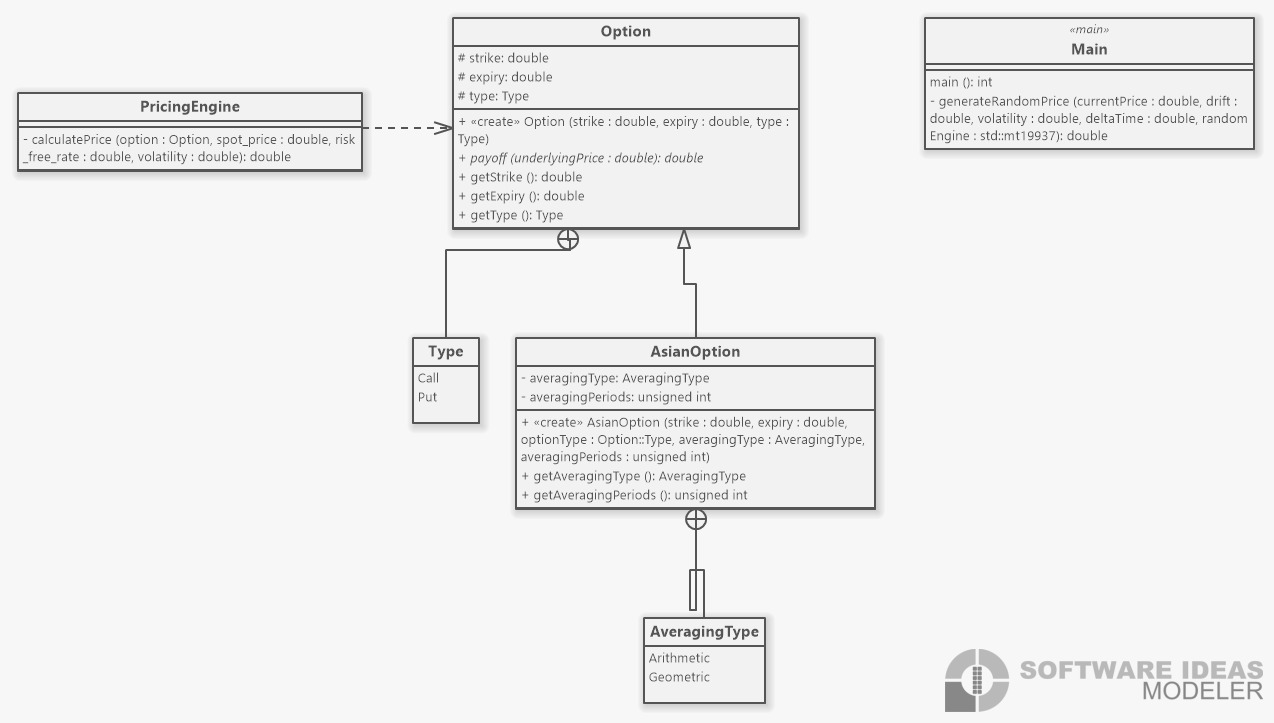 Option
# strike: double
# expiry: double
# type: Type
+ «create» Option (strike : double, expiry : double, type :
Type)
+ payoff (underlyingPrice : double): double
+ getStrike (): double
+ getExpiry (): double
+ getType (): Type
«main»
Main
main (): int
- generateRandomPrice (currentPrice : double, drift :
double, volatility : double, deltaTime : double, random
Engine : std::mt19937): double
PricingEngine
- calculatePrice (option : Option, spot_price : double, risk
_free_rate : double, volatility : double): double
Type
Call
Put
AsianOption
- averagingType: AveragingType
- averagingPeriods: unsigned int
+ «create» AsianOption (strike : double, expiry : double,
optionType : Option::Type, averagingType : AveragingType,
averagingPeriods : unsigned int)
+ getAveragingType (): AveragingType
+ getAveragingPeriods (): unsigned int
AveragingType
Arithmetic
Geometric
SOFTWARE IDEAS
MODELER